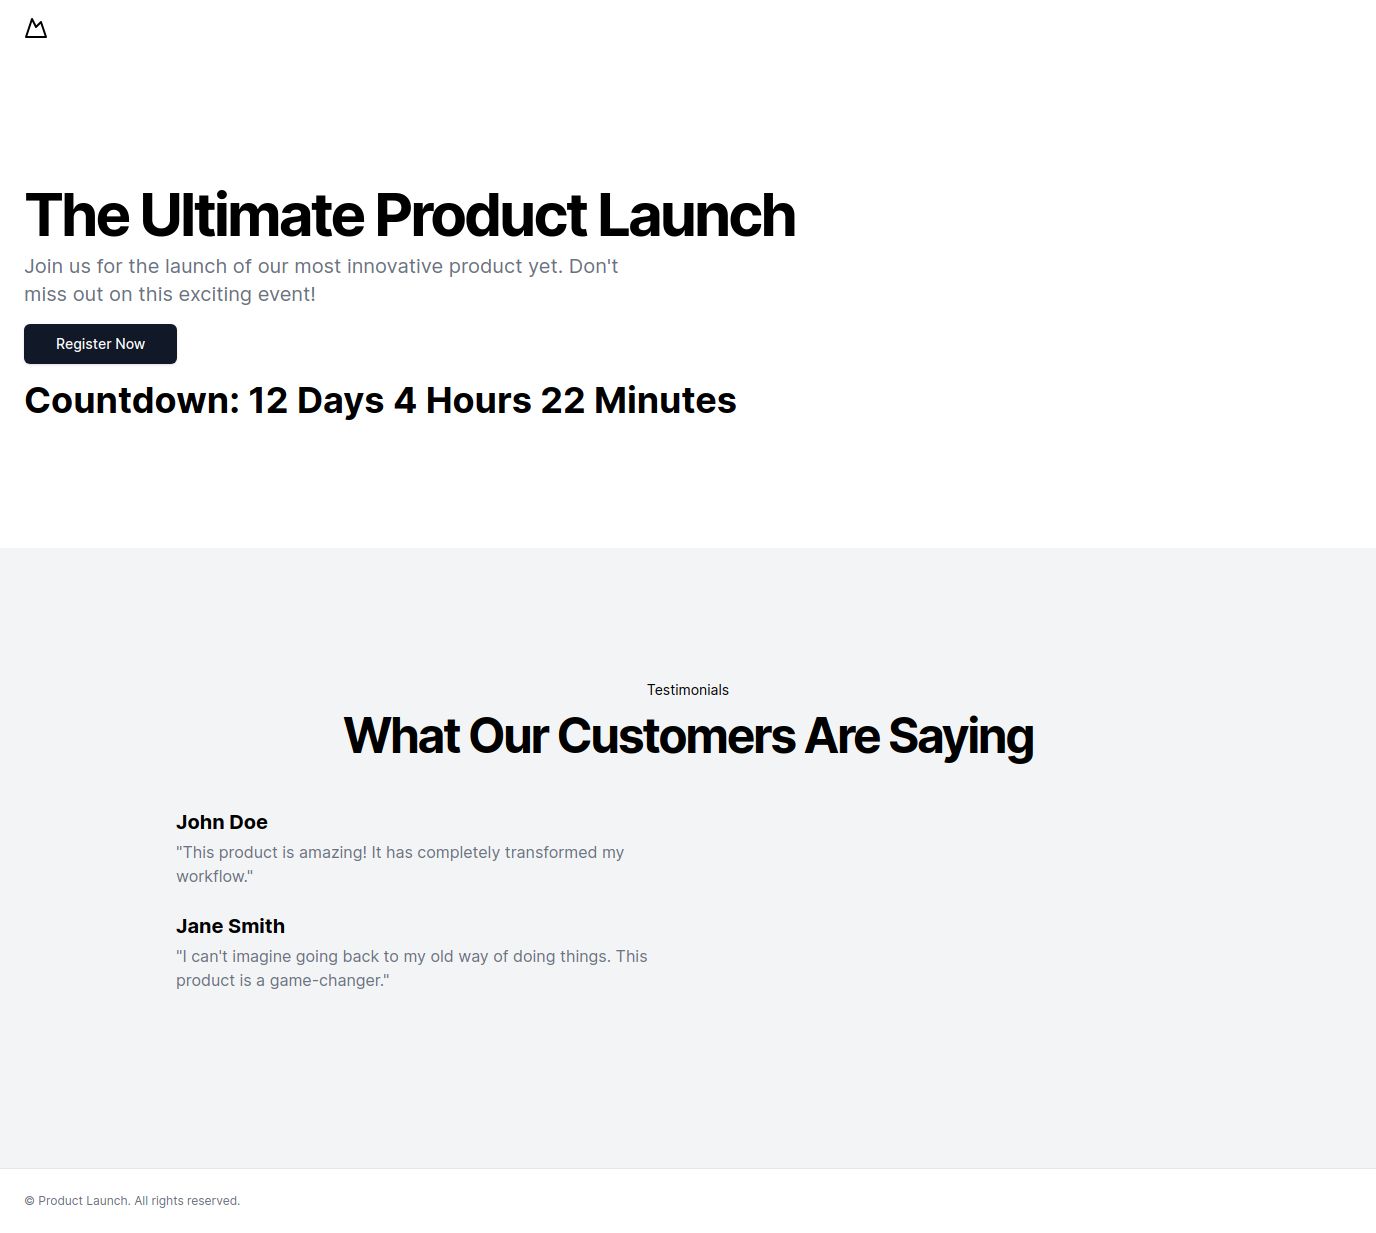 The Ultimate Product Launch
Join us for the launch of our most innovative product yet. Don't
miss out on this exciting event!
Register Now
Countdown: 12 Days 4 Hours 22 Minutes
Testimonials
What Our Customers Are Saying
John Doe
"This product is amazing! It has completely transformed my
workflow."
Jane Smith
"I can't imagine going back to my old way of doing things. This
product is a game-changer."
© Product Launch. All rights reserved.